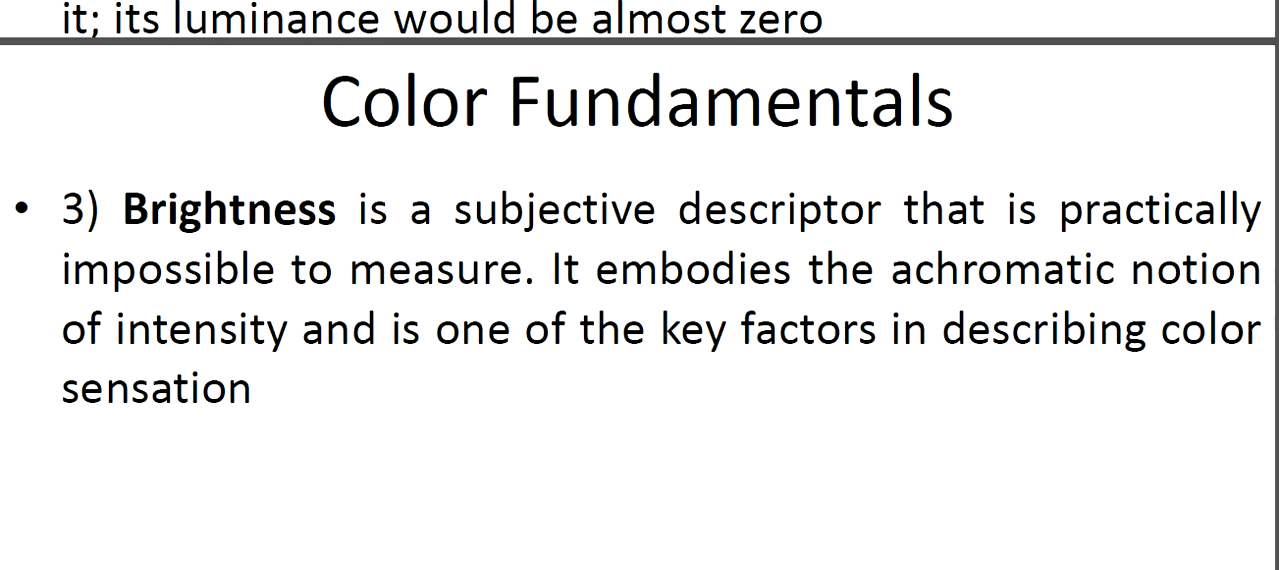 it; its luminance would be almost zero
Color Fundamentals
• 3) Brightness is a subjective descriptor that is practically
impossible to measure. It embodies the achromatic notion
of intensity and is one of the key factors in describing color
sensation